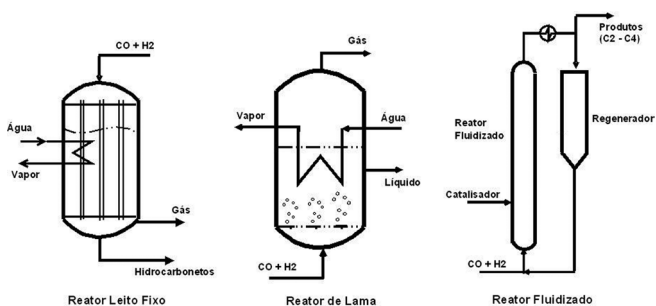 CO + H2
Água
Vapor
Gás
Hidrocarbonetos
Reator Leito Fixo
Gás
Vapor
Água
Líquido
CO + H2
Reator de Lama
Produtos
(C2 - C4)
Reator
Fluidizado
Regenerador
Catalisador
CO + H2
Reator Fluidizado